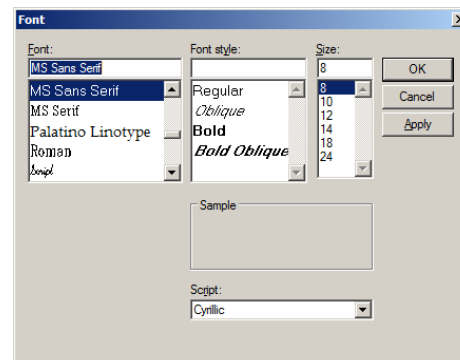 Font
Font:
MS Sans Serif
MS Sans Serif
MS Serif
Palatino Linotype
Roman
Script
Font style:
Regular
Oblique
Bold
Bold Oblique
Size:
8
8
10
12
14
18
24
OK
Cancel
Apply
Sample
Script:
Cyrillic